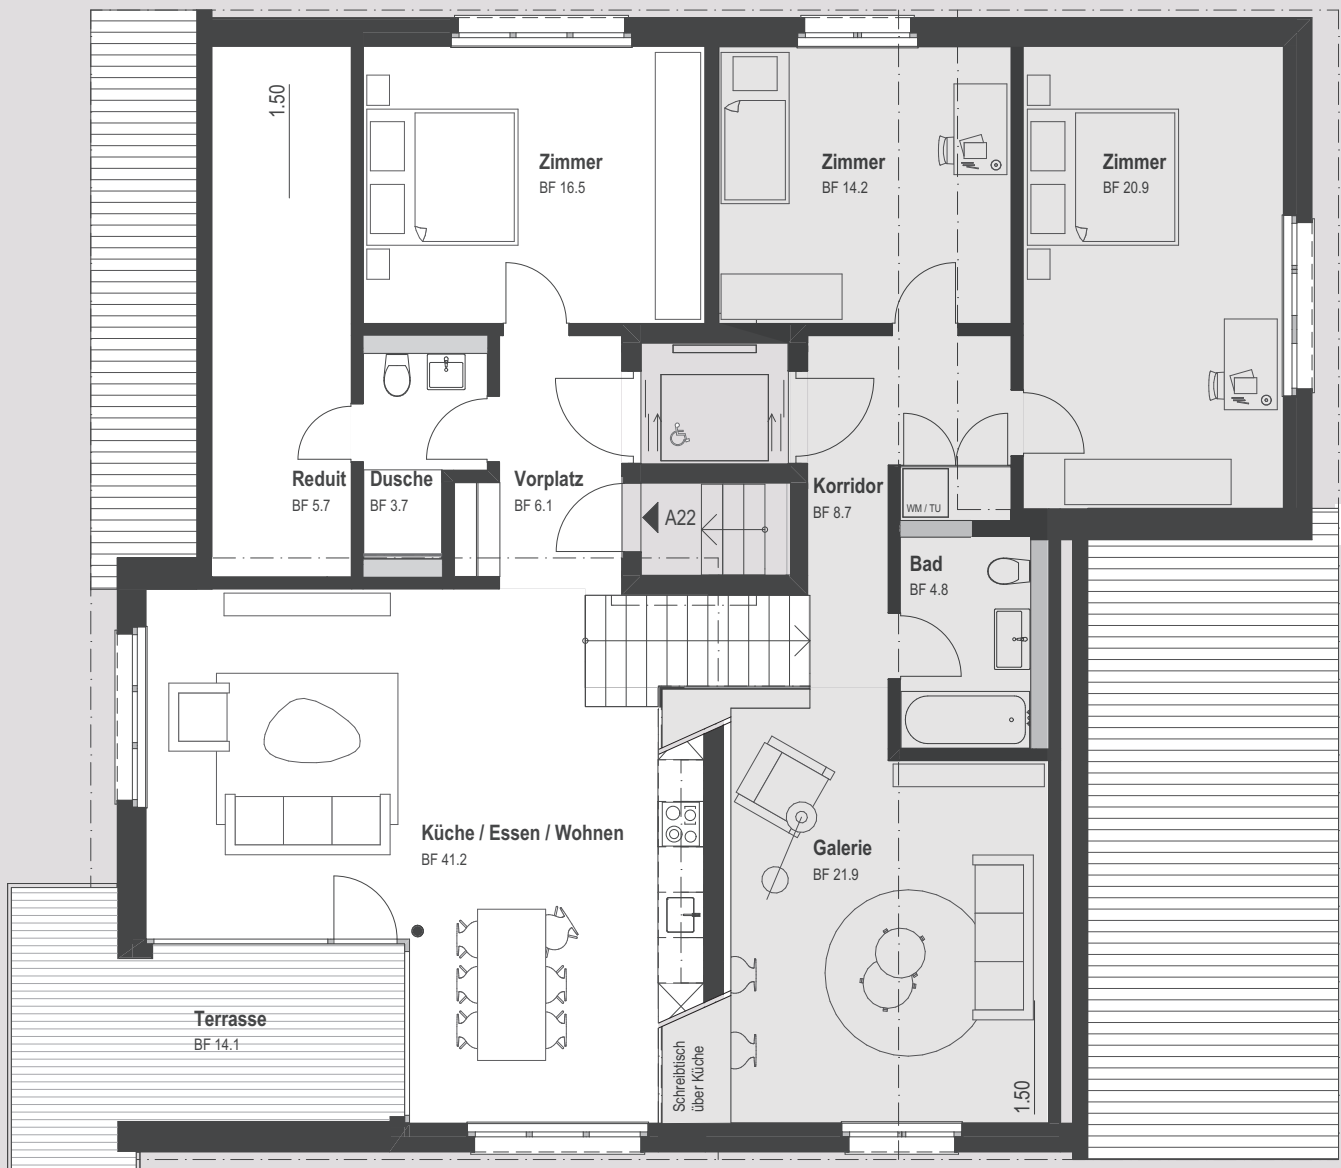 1.50
Zimmer
BF 16.5
Zimmer
BF 14.2
Zimmer
BF 20.9
Reduit
BF 5.7
Dusche
BF 3.7
Vorplatz
BF 6.1
A22
Korridor
BF 8.7
WM / TU
Bad
BF 4.8
Küche / Essen / Wohnen
BF 41.2
Galerie
BF 21.9
Terrasse
BF 14.1
Schreibtisch
über Küche
1.50